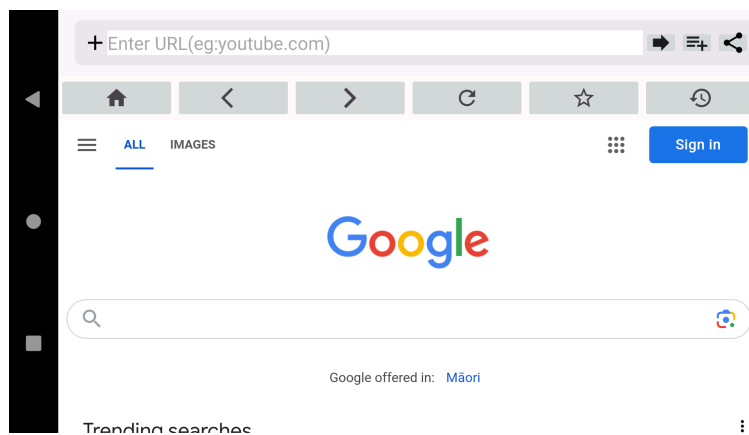 Enter URL(eg:youtube.com)
ALL IMAGES
Sign in
Google
Google offered in: Māori
Trending searches